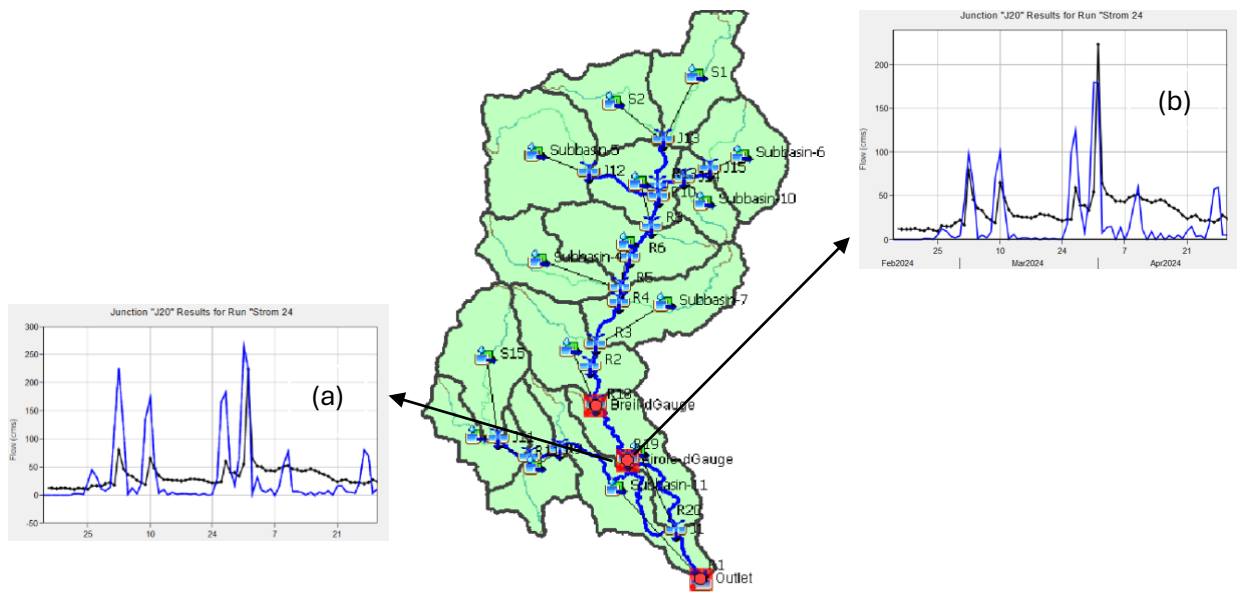 Junction "J20" Results for Run "Strom 24
(b)
Flow (cms)
200
150
100
50
0
25
10
24
7
21
Feb2024
Mar2024
Apr2024
S1
S2
J13
Subbasin-5
J12
J15
Subbasin-6
Subbasin-10
R6
Subbasin-4
R5
R4
Subbasin-7
R3
R2
S15
R18
R19
Subbasin-11
R20
J1
Outlet
Junction "J20" Results for Run "Strom 24
(a)
Flow (cms)
300
250
200
150
100
50
0
-50
25
10
24
7
21